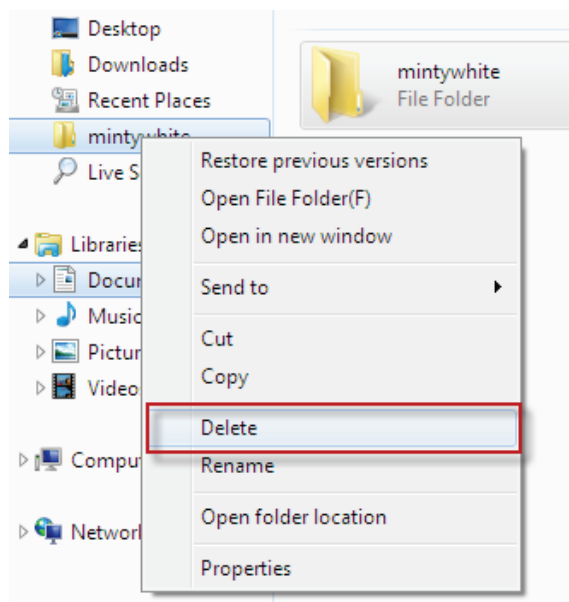 Desktop
Downloads
Recent Places
mintywhite
Live S
Libraries
Docur
Music
Pictur
Video
Comput
Network
mintywhite
File Folder
Restore previous versions
Open File Folder(F)
Open in new window
Send to
Cut
Copy
Delete
Rename
Open folder location
Properties